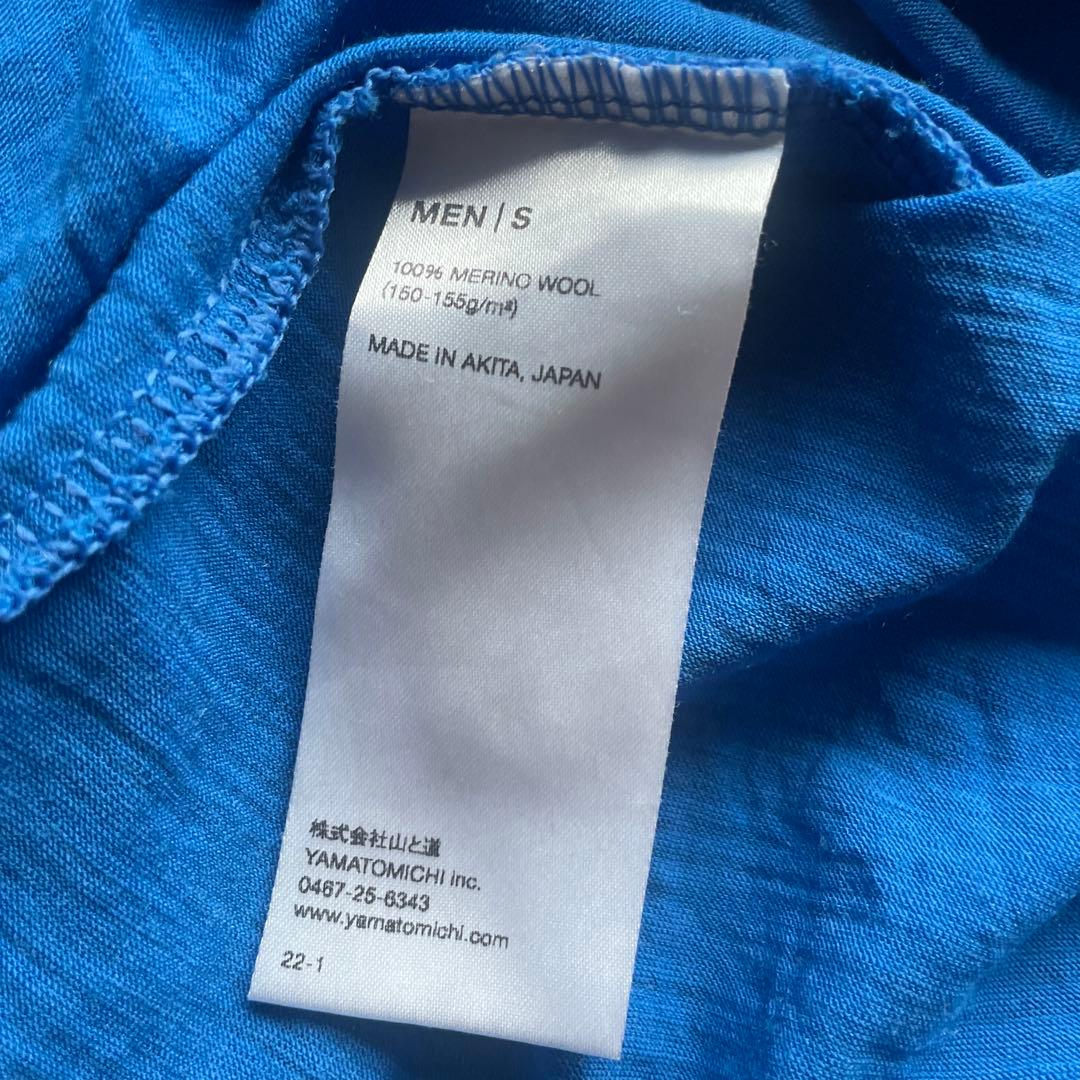 MEN | S
100% MERINO WOOL
(150-155g/m²)
MADE IN AKITA, JAPAN
株式会社山と道
YAMATOMICHI inc.
0467-25-6343
www.yamatomichi.com
22-1